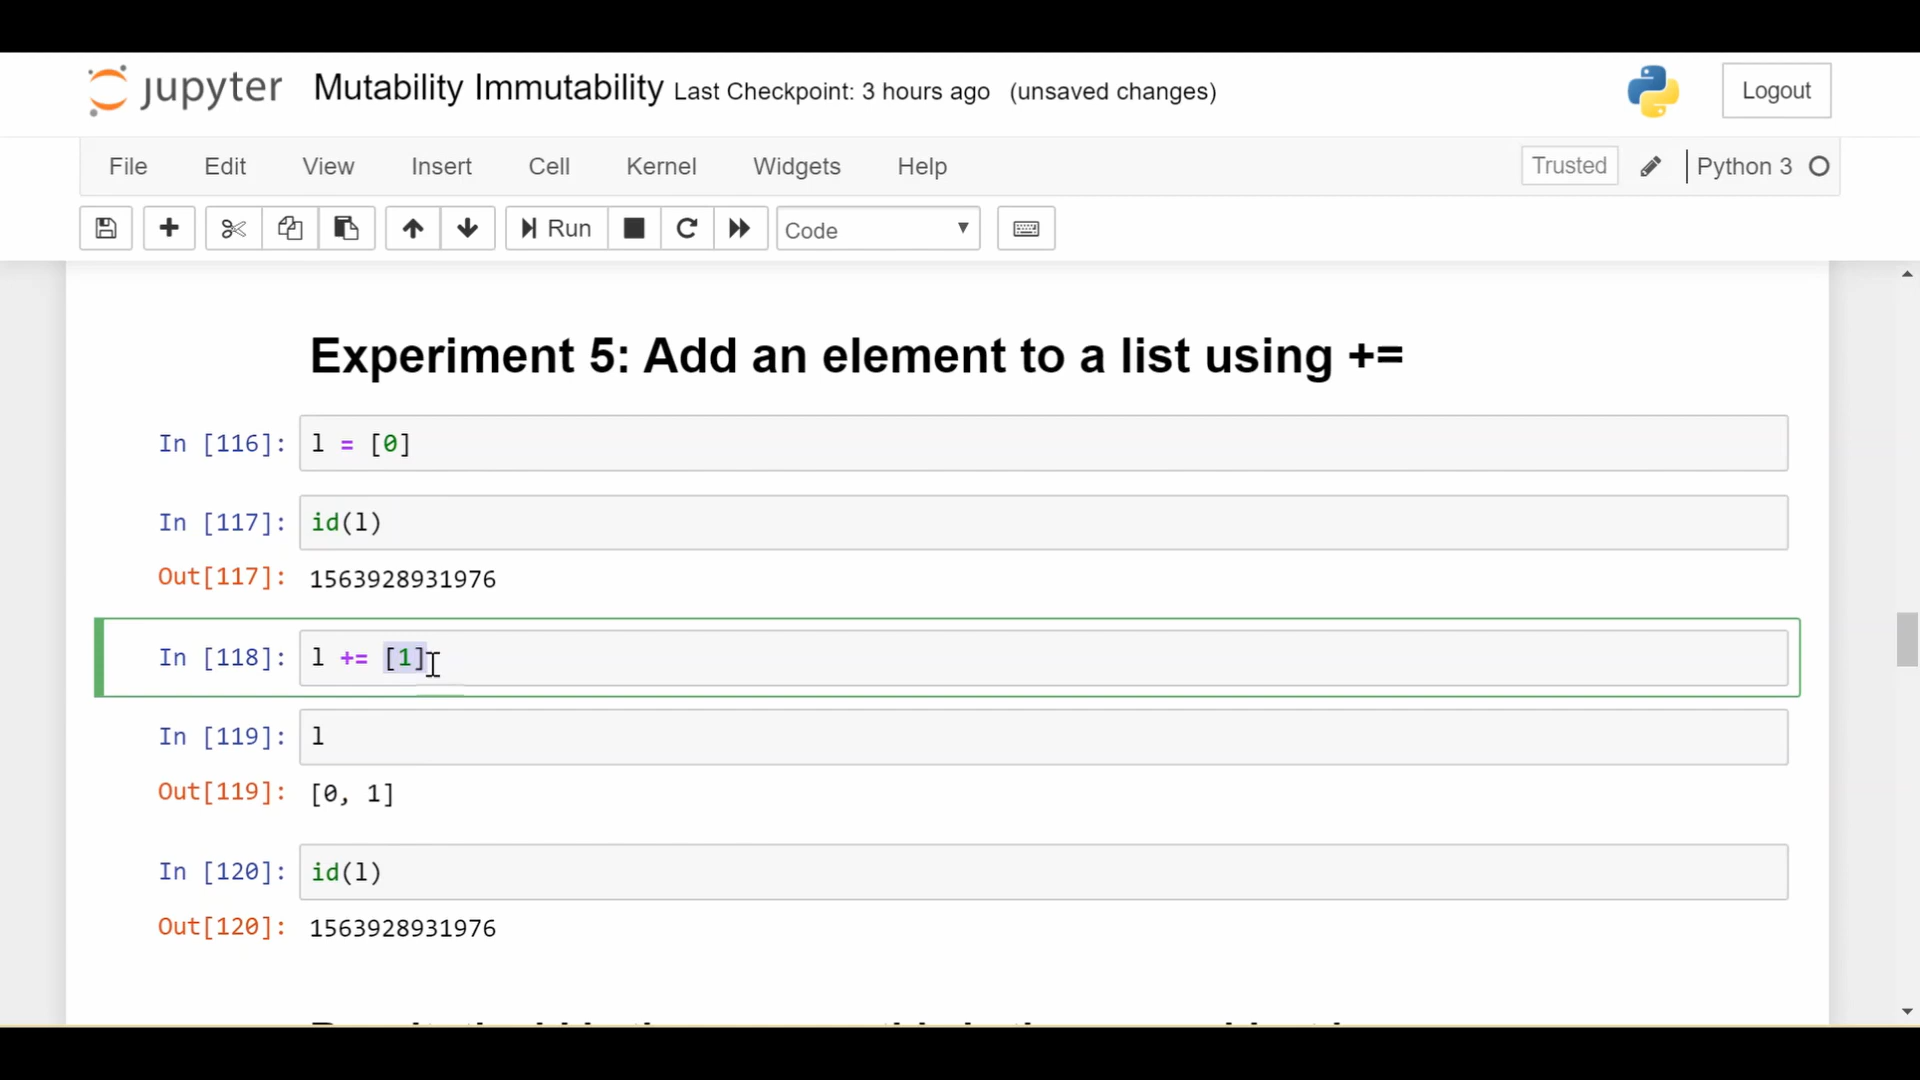 jupyter Mutability Immutability Last Checkpoint: 3 hours ago (unsaved changes) Logout
File Edit View Insert Cell Kernel Widgets Help Trusted Python 3
Run Code
Experiment 5: Add an element to a list using +=
In [116]: l = [0]
In [117]: id(l)
Out[117]: 1563928931976
In [118]: l += [1]
In [119]: l
Out[119]: [0, 1]
In [120]: id(l)
Out[120]: 1563928931976